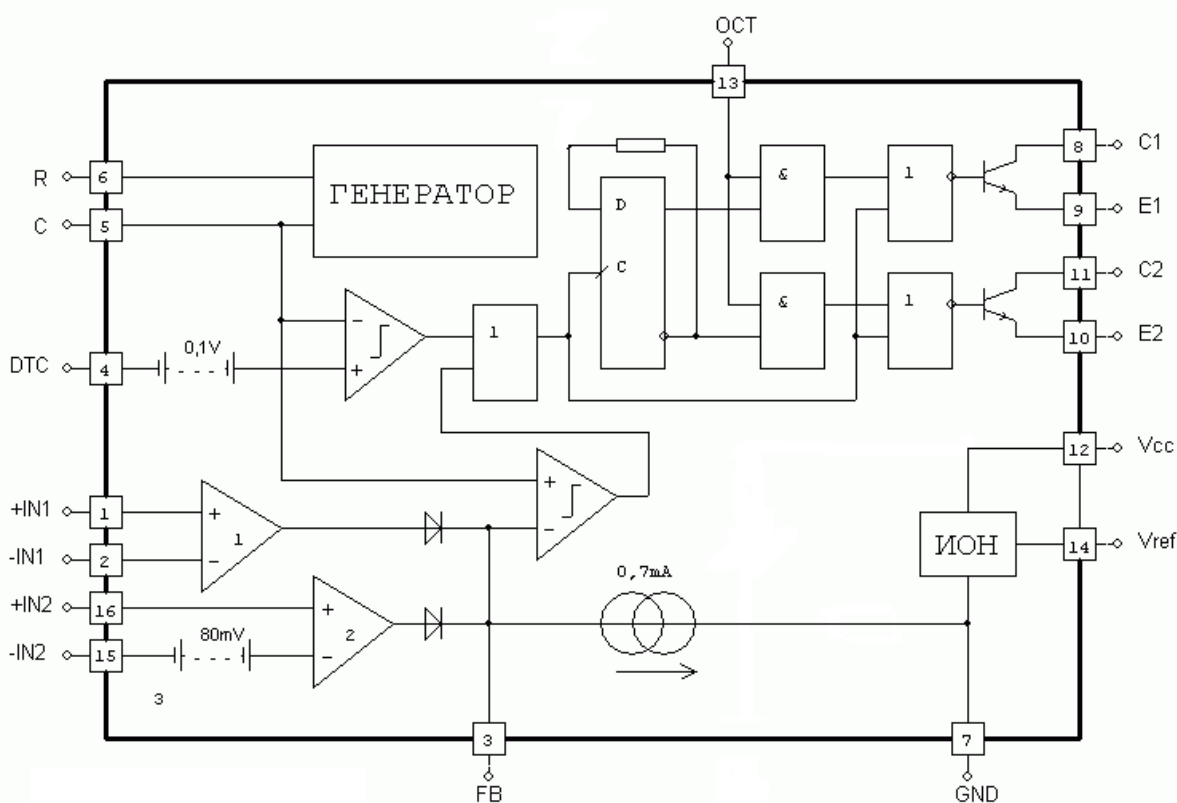 OCT
13
R
6
ГЕНЕРАТОР
C
5
&
1
8
C1
D
9
E1
C
&
1
11
C2
10
E2
DTC
4
0,1V
-
+
1
12
Vcc
+IN1
1
+
1
-
-IN1
2
+
-
ИОН
14
Vref
+IN2
16
+
2
-
-IN2
15
80mV
0,7mA
3
3
7
FB
GND